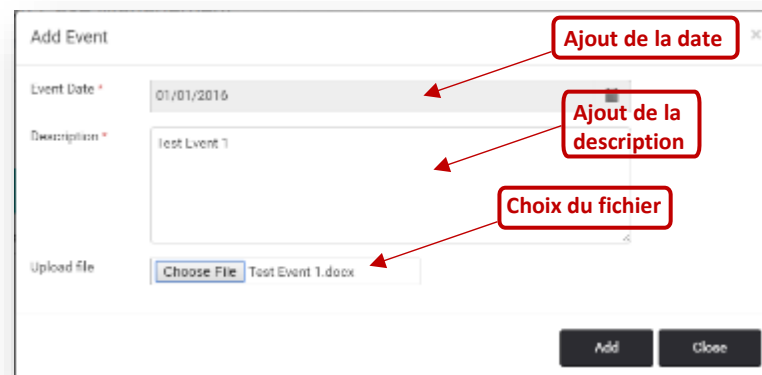 Add Event
Ajout de la date
×
Event Date *
01/01/2016
Ajout de la
description
Description *
Test Event 1
Choix du fichier
Upload file
Choose File Test Event 1.docx
Add
Close